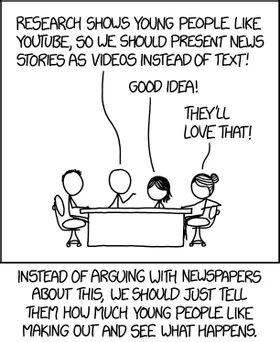 RESEARCH SHOWS YOUNG PEOPLE LIKE
YOUTUBE, SO WE SHOULD PRESENT NEWS
STORIES AS VIDEOS INSTEAD OF TEXT!
GOOD IDEA!
THEY'LL
LOVE THAT!
INSTEAD OF ARGUING WITH NEWSPAPERS
ABOUT THIS, WE SHOULD JUST TELL
THEM HOW MUCH YOUNG PEOPLE LIKE
MAKING OUT AND SEE WHAT HAPPENS.